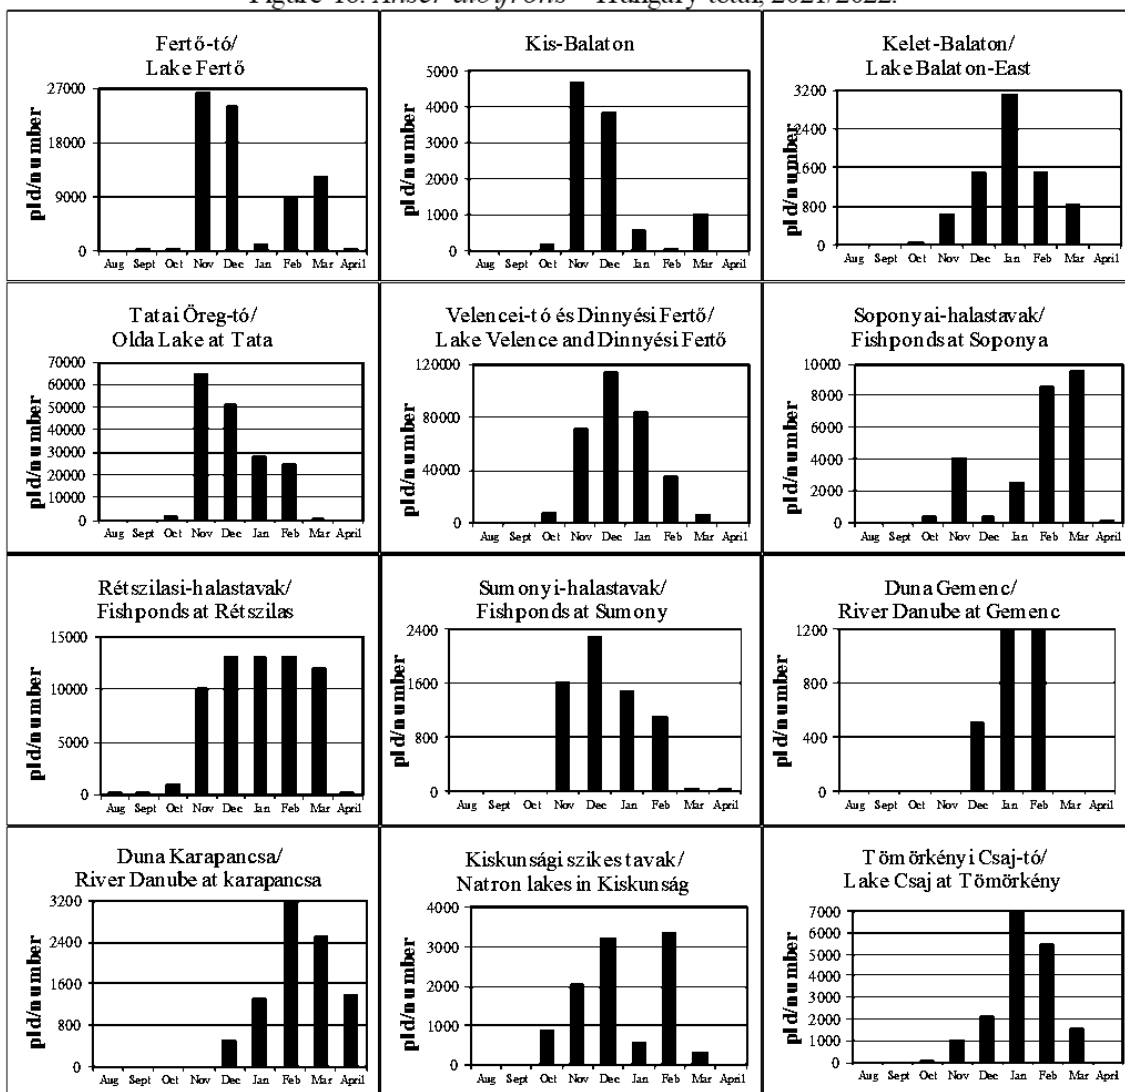 Figure 48. Anser albifrons – Hungary total, 2021/2022.
Fertő-tó/
Lake Fertő
pld/number
27000
18000
9000
0
Aug Sept Oct Nov Dec Jan Feb Mar April
Kis-Balaton
pld/number
5000
4000
3000
2000
1000
0
Aug Sept Oct Nov Dec Jan Feb Mar April
Kelet-Balaton/
Lake Balaton-East
pld/number
3200
2400
1600
800
0
Aug Sept Oct Nov Dec Jan Feb Mar April
Tatai Öreg-tó/
Olda Lake at Tata
pld/number
70000
60000
50000
40000
30000
20000
10000
0
Aug Sept Oct Nov Dec Jan Feb Mar April
Velencei-tó és Dinnyési Fertő/
Lake Velence and Dinnyési Fertő
pld/number
120000
80000
40000
0
Aug Sept Oct Nov Dec Jan Feb Mar April
Soponyai-halastavak/
Fishponds at Soponya
pld/number
10000
8000
6000
4000
2000
0
Aug Sept Oct Nov Dec Jan Feb Mar April
Rétszilasi-halastavak/
Fishponds at Rétszilas
pld/number
15000
10000
5000
0
Aug Sept Oct Nov Dec Jan Feb Mar April
Sumonyi-halastavak/
Fishponds at Sumony
pld/number
2400
1600
800
0
Aug Sept Oct Nov Dec Jan Feb Mar April
Duna Gemenc/
River Danube at Gemenc
pld/number
1200
800
400
0
Aug Sept Oct Nov Dec Jan Feb Mar April
Duna Karapancsa/
River Danube at karapancsa
pld/number
3200
2400
1600
800
0
Aug Sept Oct Nov Dec Jan Feb Mar April
Kiskunsági szikes tavak/
Natron lakes in Kiskunság
pld/number
4000
3000
2000
1000
0
Aug Sept Oct Nov Dec Jan Feb Mar April
Tömörkényi Csaj-tó/
Lake Csaj at Tömörkény
pld/number
7000
6000
5000
4000
3000
2000
1000
0
Aug Sept Oct Nov Dec Jan Feb Mar April